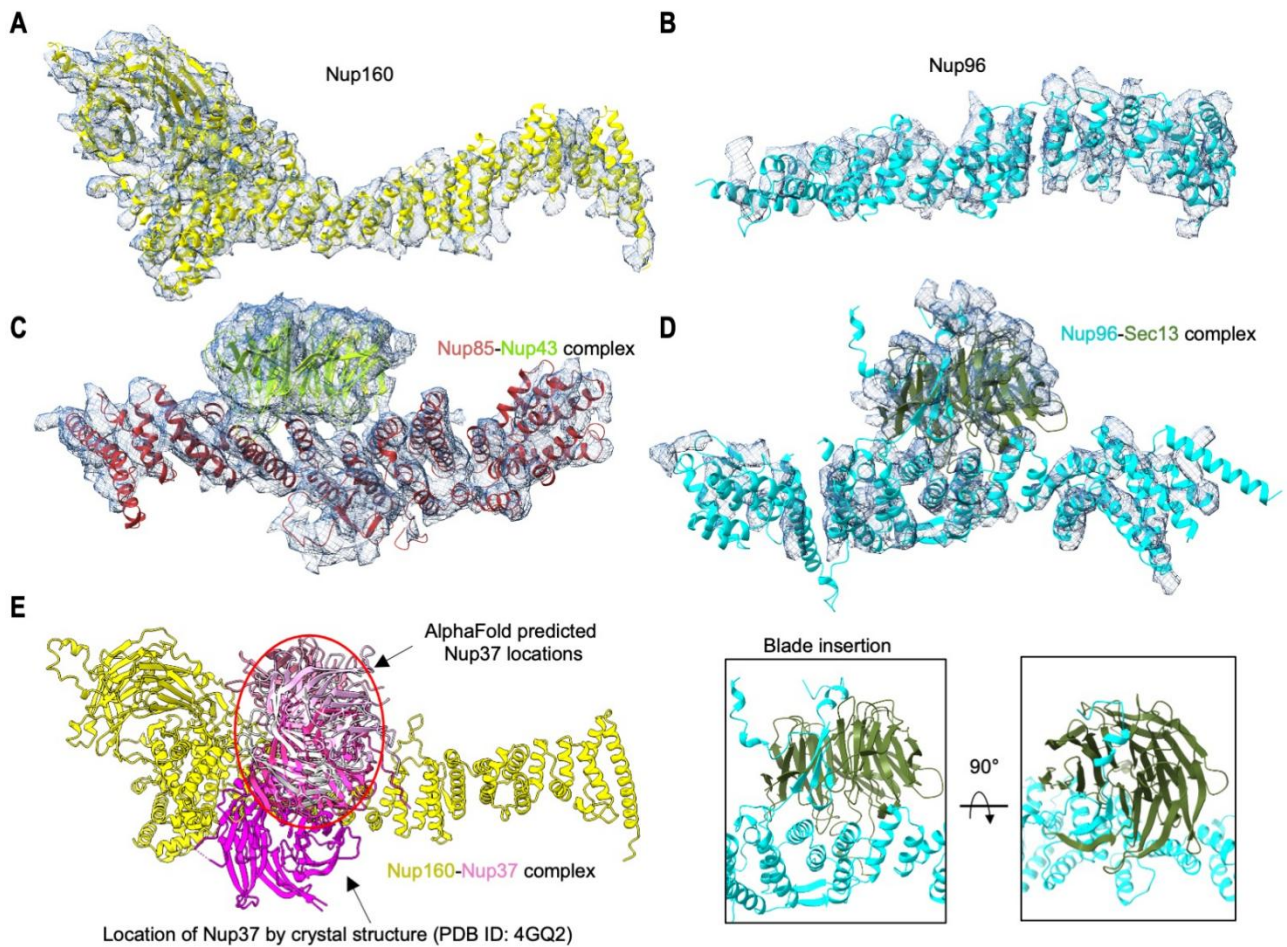 A
Nup160
B
Nup96
C
Nup85-Nup43 complex
D
Nup96-Sec13 complex
E
AlphaFold predicted
Nup37 locations
Nup160-Nup37 complex
Location of Nup37 by crystal structure (PDB ID: 4GQ2)
Blade insertion
90°